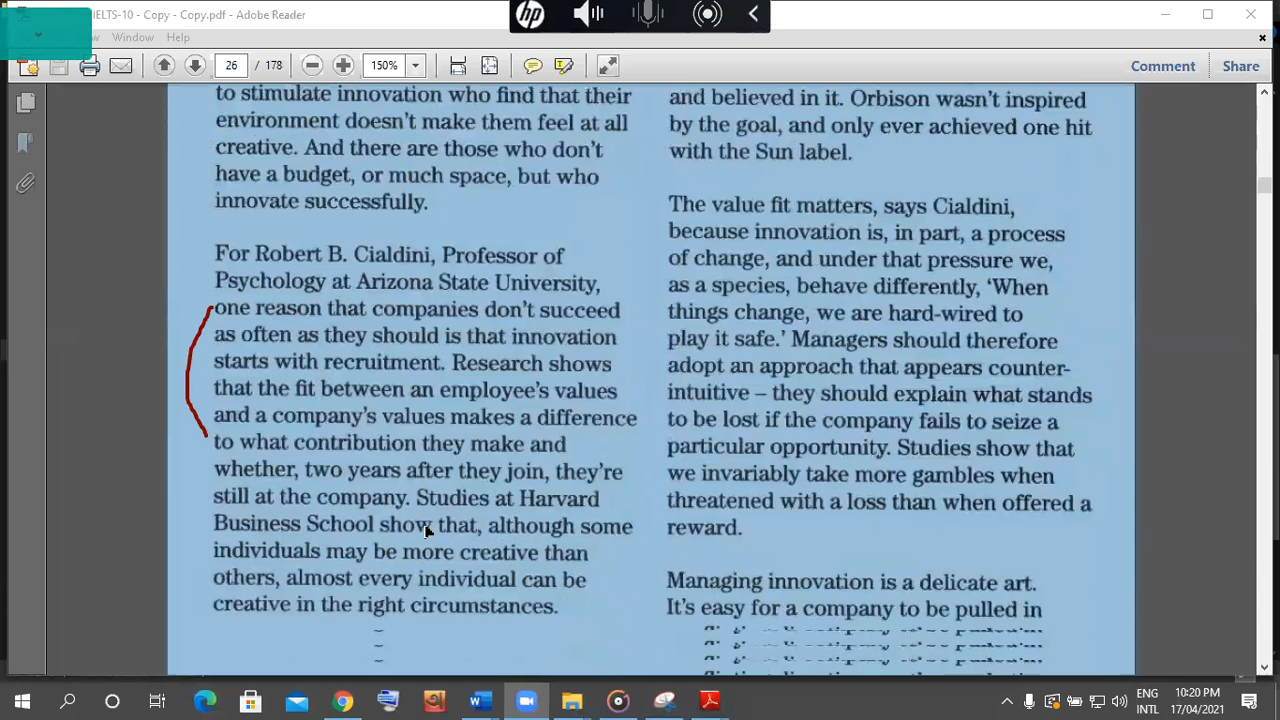 IELTS-10 - Copy - Copy.pdf - Adobe Reader
Window Help
26 / 178
150%
Comment
Share
to stimulate innovation who find that their
environment doesn't make them feel at all
creative. And there are those who don't
have a budget, or much space, but who
innovate successfully.
For Robert B. Cialdini, Professor of
Psychology at Arizona State University,
one reason that companies don't succeed
as often as they should is that innovation
starts with recruitment. Research shows
that the fit between an employee's values
and a company's values makes a difference
to what contribution they make and
whether, two years after they join, they're
still at the company. Studies at Harvard
Business School show that, although some
individuals may be more creative than
others, almost every individual can be
creative in the right circumstances.
and believed in it. Orbison wasn't inspired
by the goal, and only ever achieved one hit
with the Sun label.
The value fit matters, says Cialdini,
because innovation is, in part, a process
of change, and under that pressure we,
as a species, behave differently, 'When
things change, we are hard-wired to
play it safe.' Managers should therefore
adopt an approach that appears counter-
intuitive – they should explain what stands
to be lost if the company fails to seize a
particular opportunity. Studies show that
we invariably take more gambles when
threatened with a loss than when offered a
reward.
Managing innovation is a delicate art.
It's easy for a company to be pulled in
ENG
INTL
10:20 PM
17/04/2021